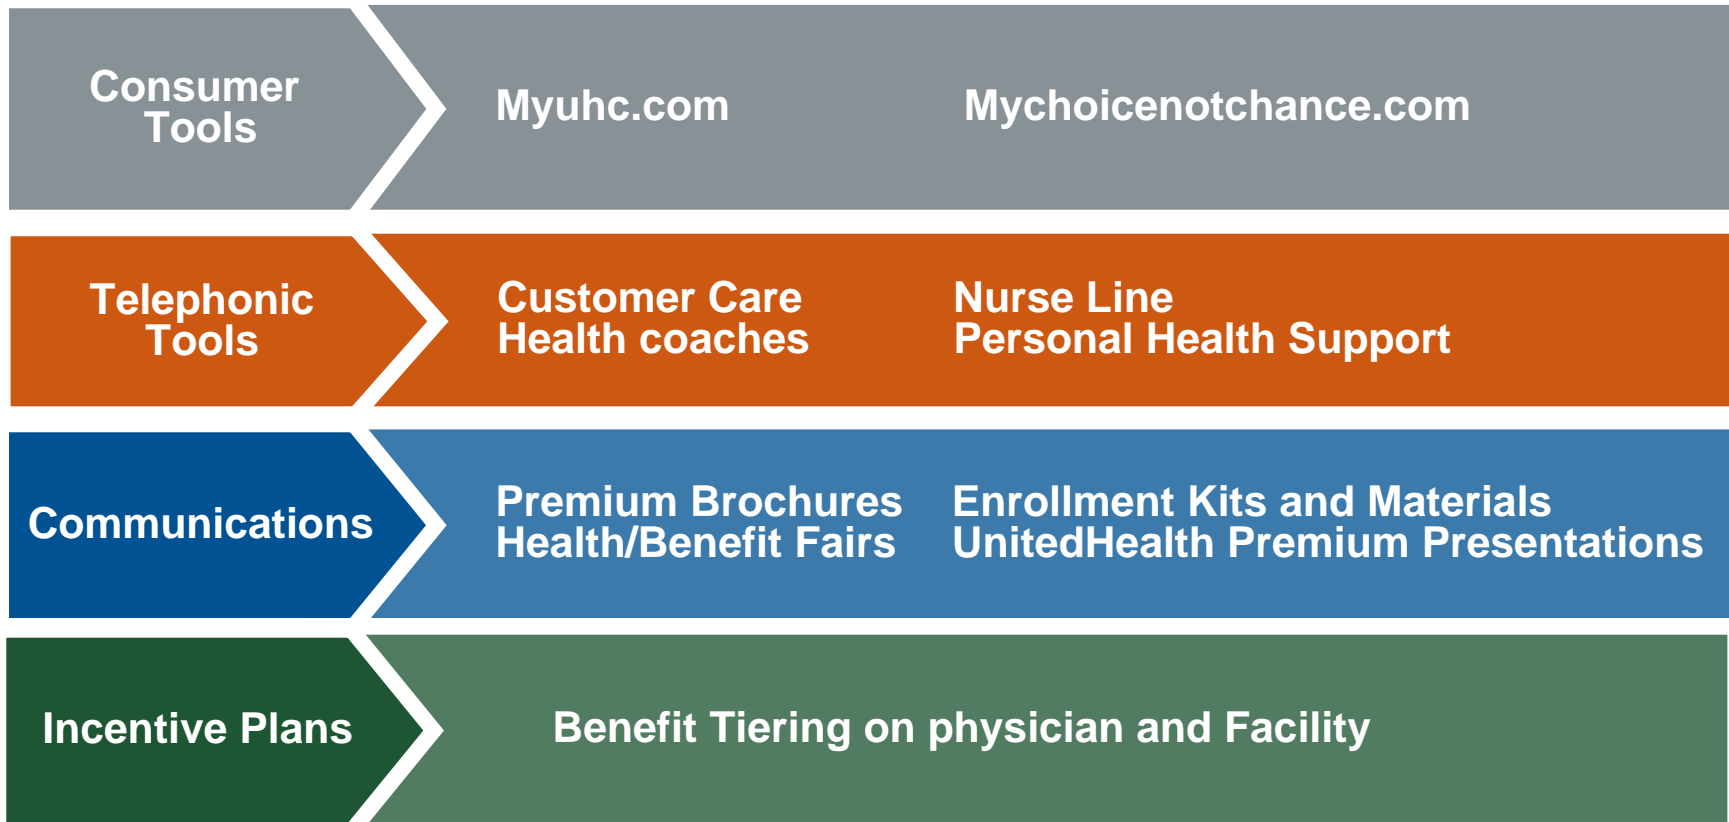 Consumer
Tools
Myuhc.com
Mychoicenotchance.com
Telephonic
Tools
Customer Care
Health coaches
Nurse Line
Personal Health Support
Communications
Premium Brochures
Health/Benefit Fairs
Enrollment Kits and Materials
UnitedHealth Premium Presentations
Incentive Plans
Benefit Tiering on physician and Facility